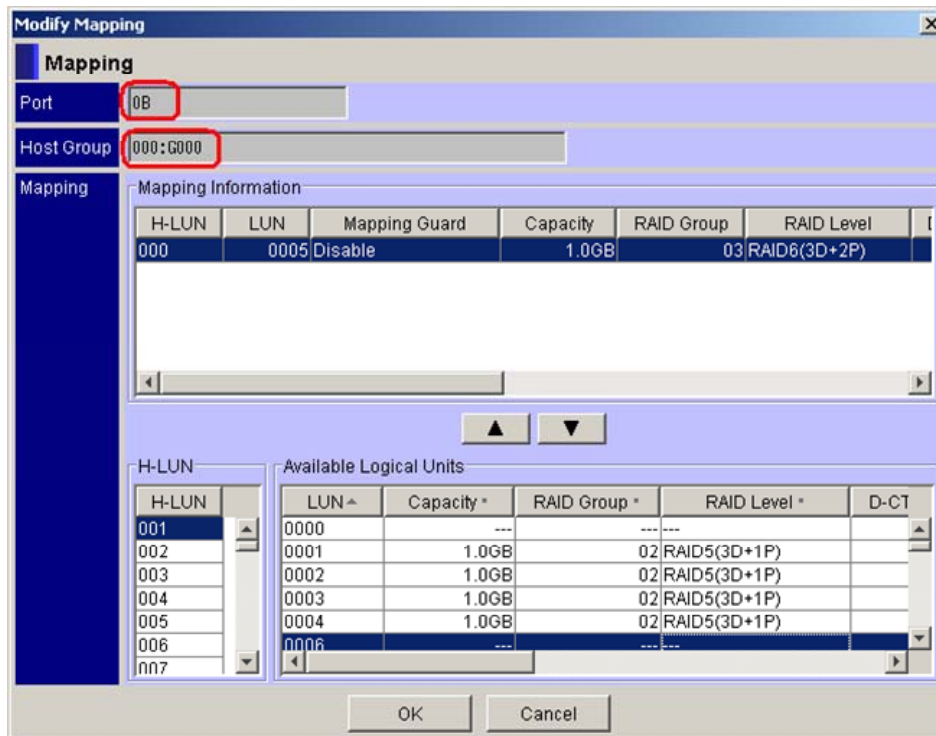 Modify Mapping
Mapping
Port 0B
Host Group 000:G000
Mapping Mapping Information
H-LUN LUN Mapping Guard Capacity RAID Group RAID Level
000 0005 Disable 1.0GB 03 RAID6(3D+2P)
▲ ▼
H-LUN Available Logical Units
H-LUN LUN Capacity RAID Group RAID Level D-CT
001 0000 --- --- ---
002 0001 1.0GB 02 RAID5(3D+1P)
003 0002 1.0GB 02 RAID5(3D+1P)
004 0003 1.0GB 02 RAID5(3D+1P)
005 0004 1.0GB 02 RAID5(3D+1P)
006 0006 --- --- ---
007
OK Cancel